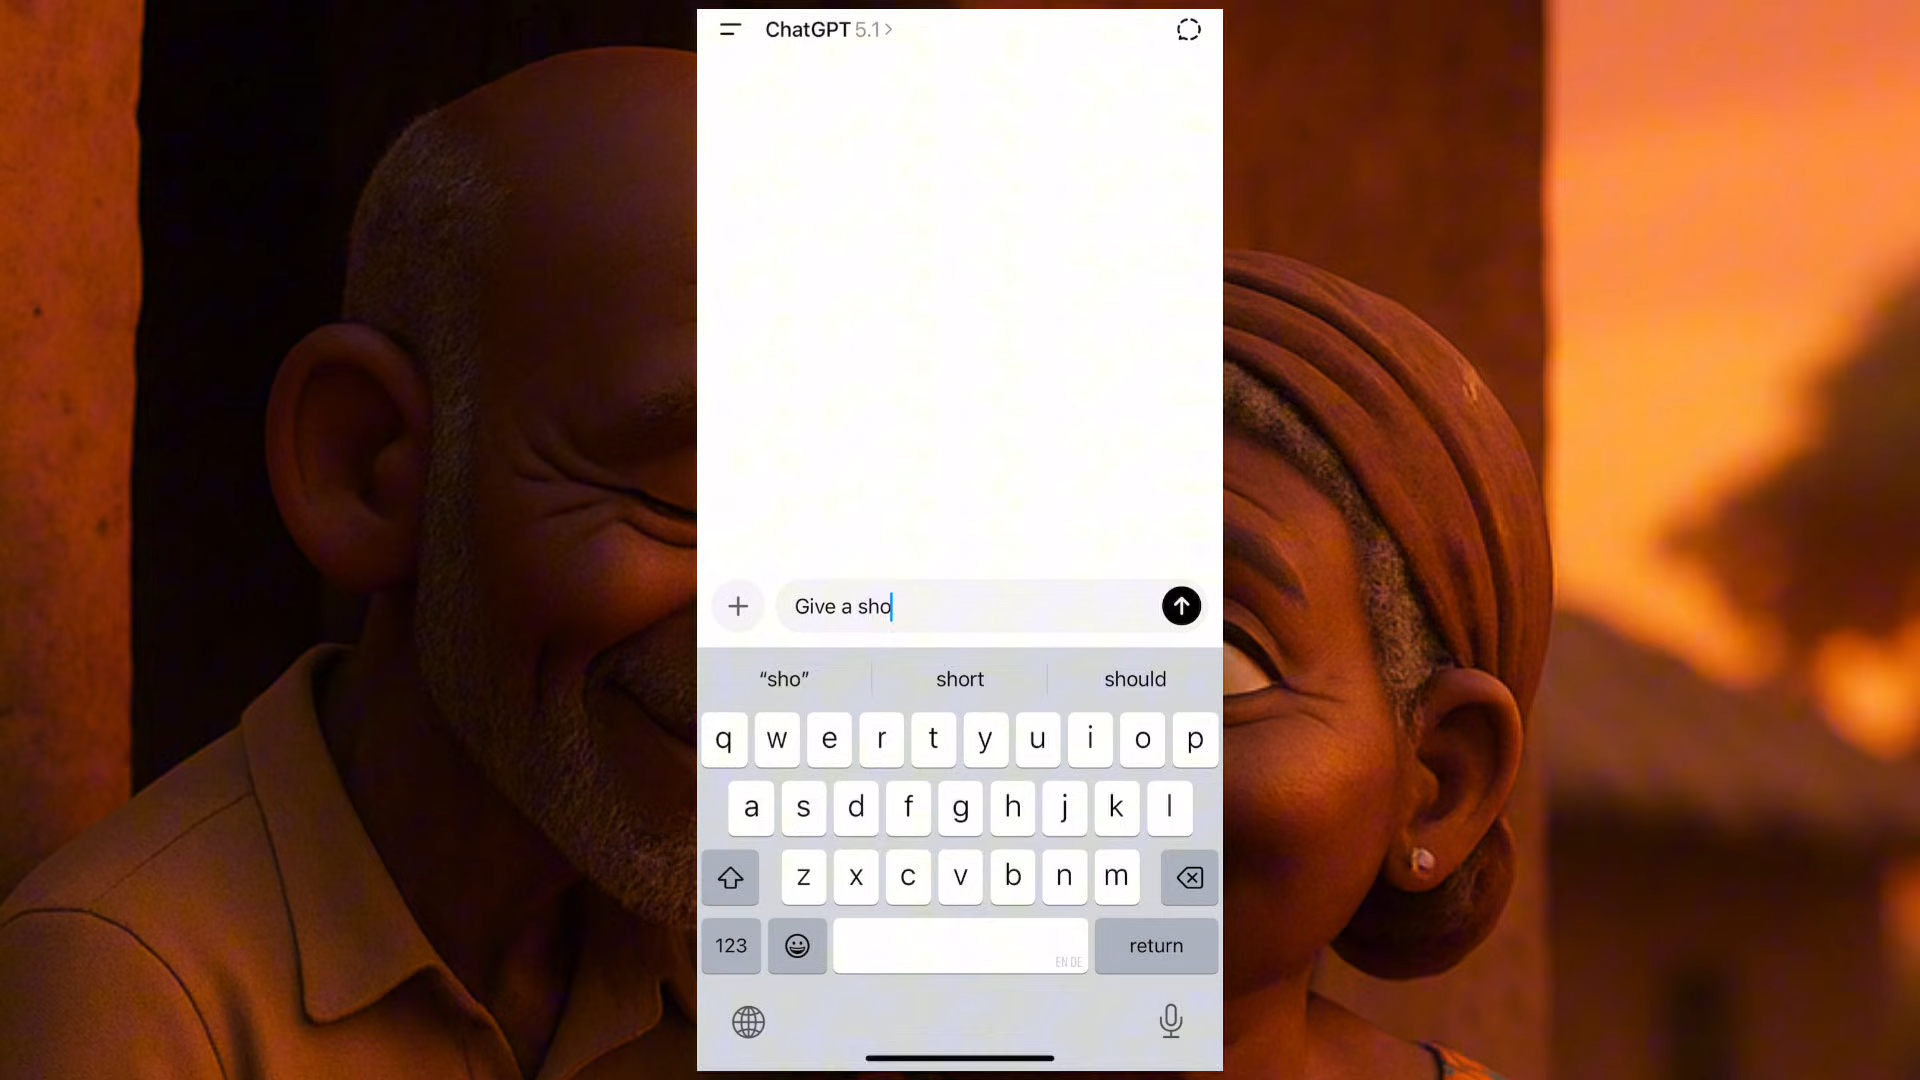 ChatGPT 5.1 >
Give a sho
“sho” short should
q w e r t y u i o p
a s d f g h j k l
z x c v b n m
123 EN DE return